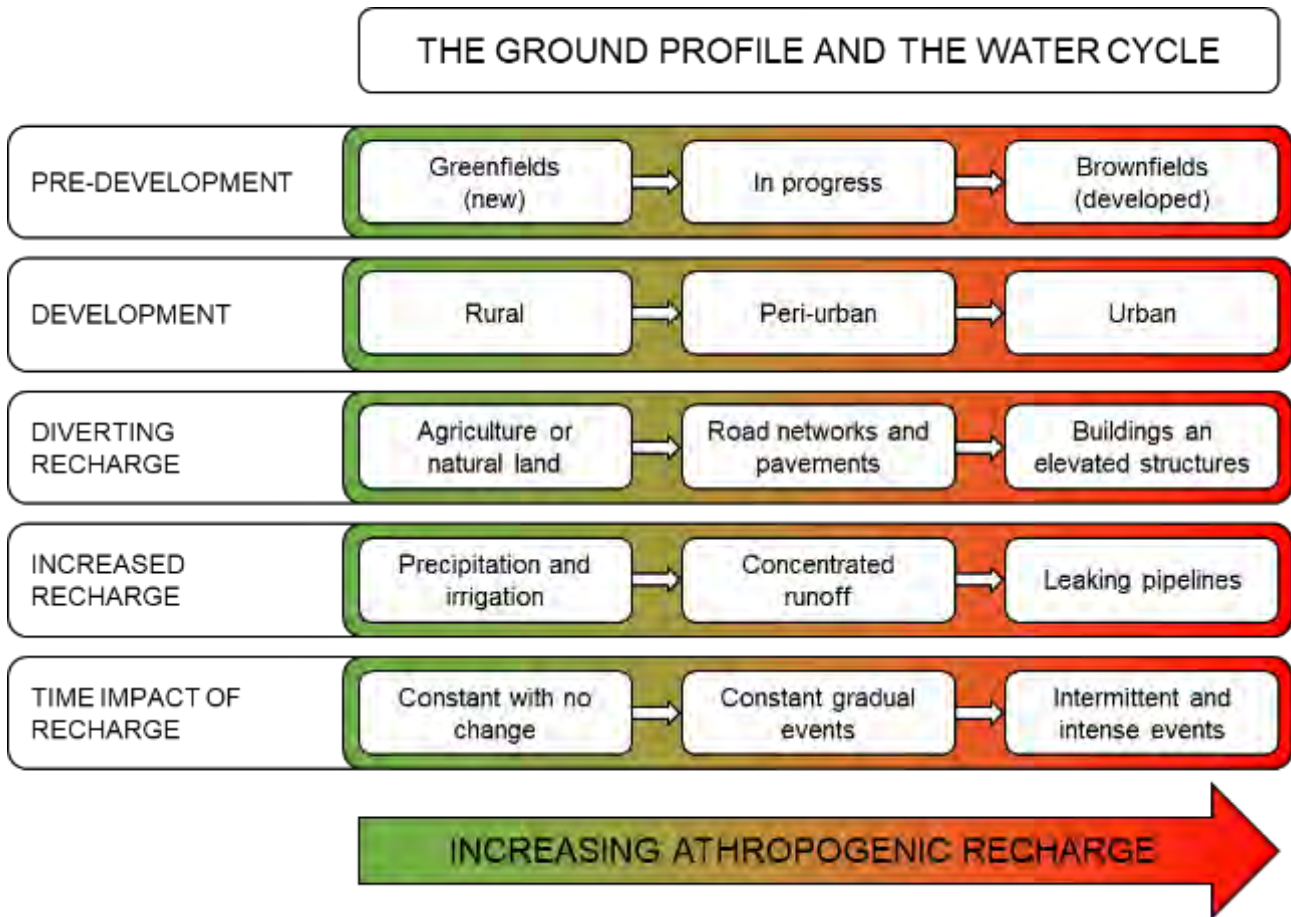 THE GROUND PROFILE AND THE WATER CYCLE
PRE-DEVELOPMENT
Greenfields
(new)
In progress
Brownfields
(developed)
DEVELOPMENT
Rural
Peri-urban
Urban
DIVERTING
RECHARGE
Agriculture or
natural land
Road networks and
pavements
Buildings an
elevated structures
INCREASED
RECHARGE
Precipitation and
irrigation
Concentrated
runoff
Leaking pipelines
TIME IMPACT OF
RECHARGE
Constant with no
change
Constant gradual
events
Intermittent and
intense events
INCREASING ATHROPOGENIC RECHARGE